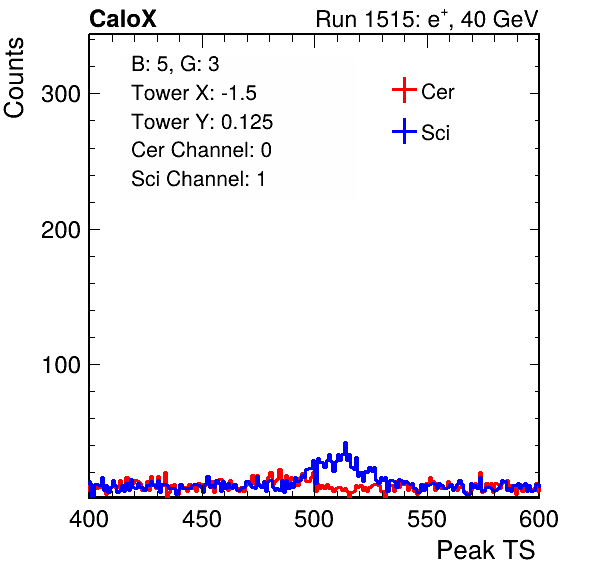 CaloX
Run 1515: e+, 40 GeV
Counts
B: 5, G: 3
Tower X: -1.5
Tower Y: 0.125
Cer Channel: 0
Sci Channel: 1
Cer
Sci
300
200
100
400 450 500 550 600
Peak TS